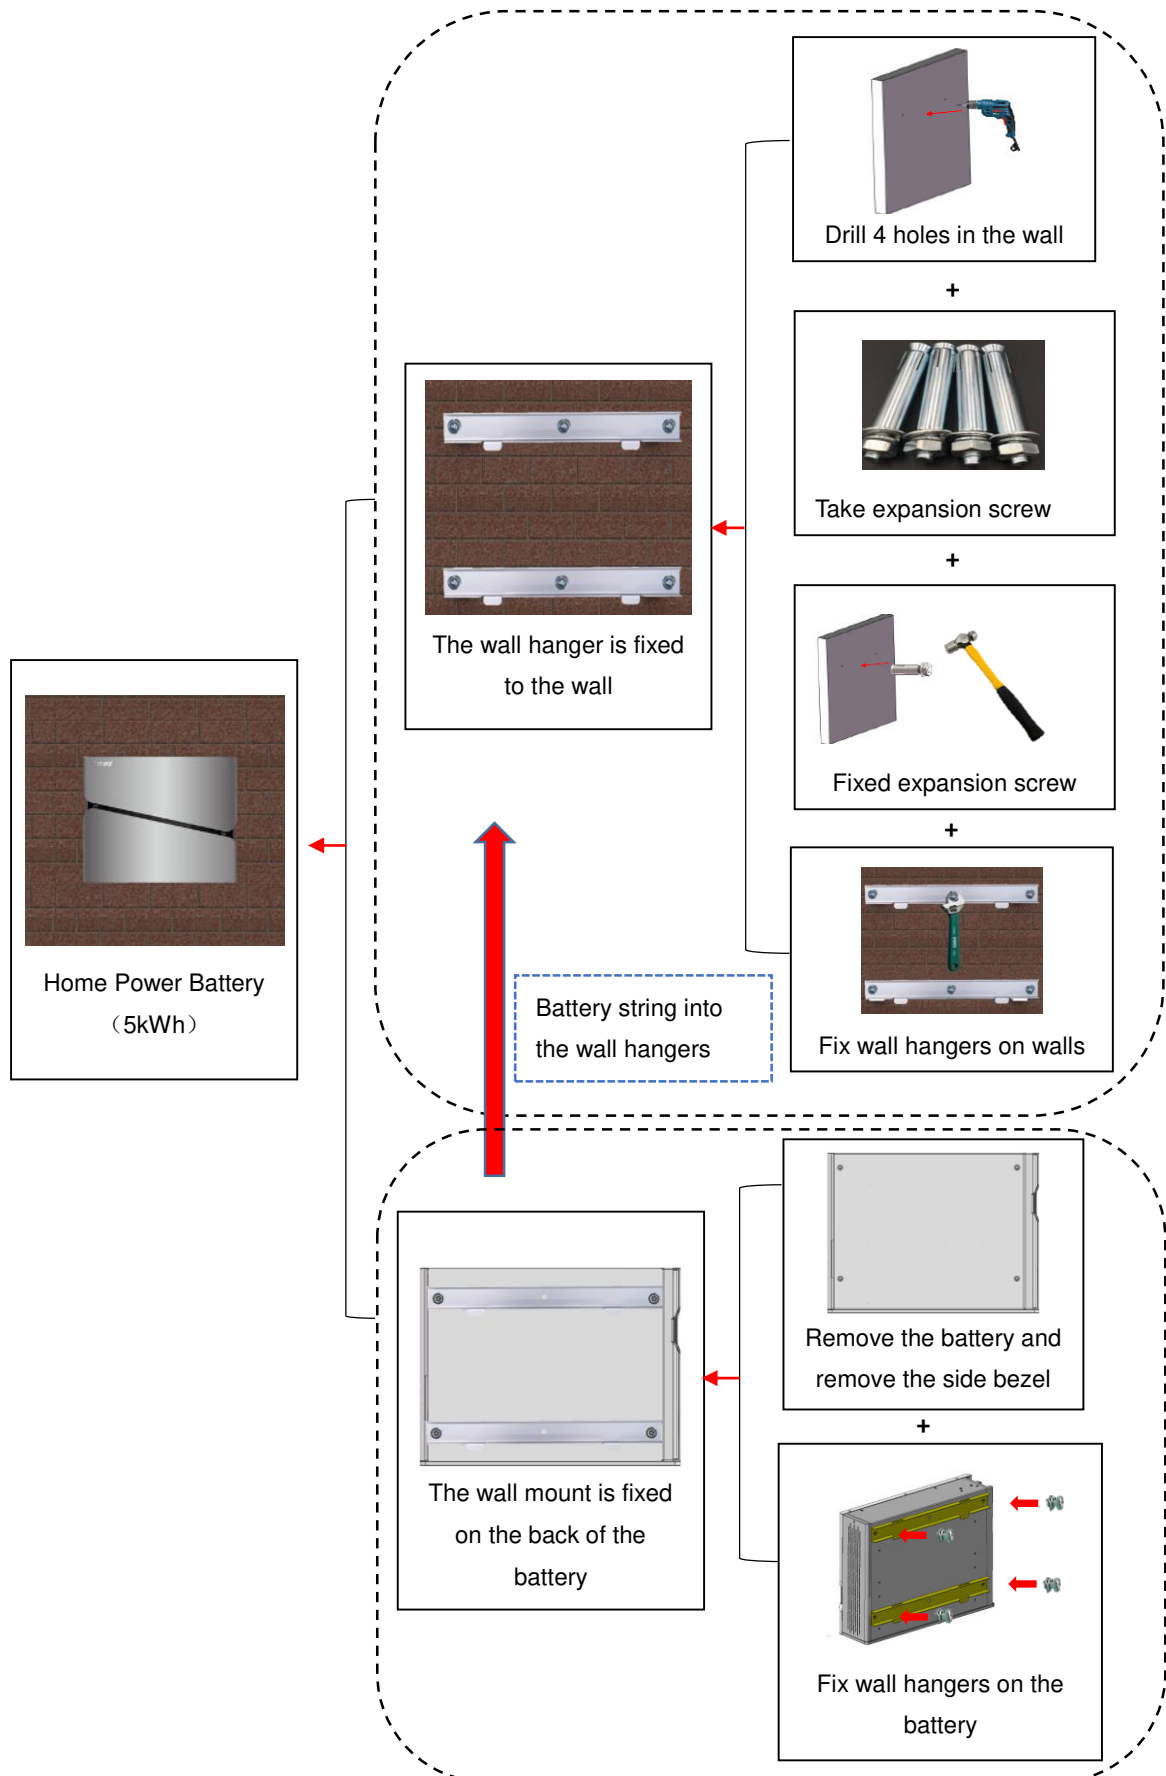 Drill 4 holes in the wall
+
Take expansion screw
+
The wall hanger is fixed
to the wall
Fixed expansion screw
+
Home Power Battery
（5kWh）
Battery string into
the wall hangers
Fix wall hangers on walls
Remove the battery and
remove the side bezel
+
The wall mount is fixed
on the back of the
battery
Fix wall hangers on the
battery